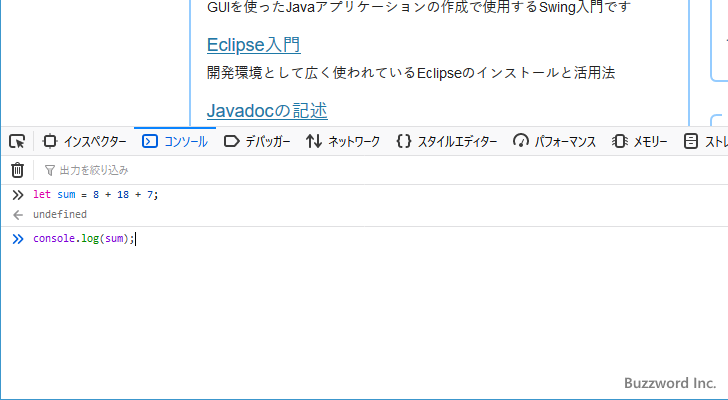 GUIを使ったJavaアプリケーションの作成で使用するSwing入門です
Eclipse入門
開発環境として広く使われているEclipseのインストールと活用法
Javadocの記述
インスペクター コンソール デバッガー ネットワーク スタイルエディター パフォーマンス メモリー ストレ
出力を絞り込み
let sum = 8 + 18 + 7;
undefined
console.log(sum);
Buzzword Inc.